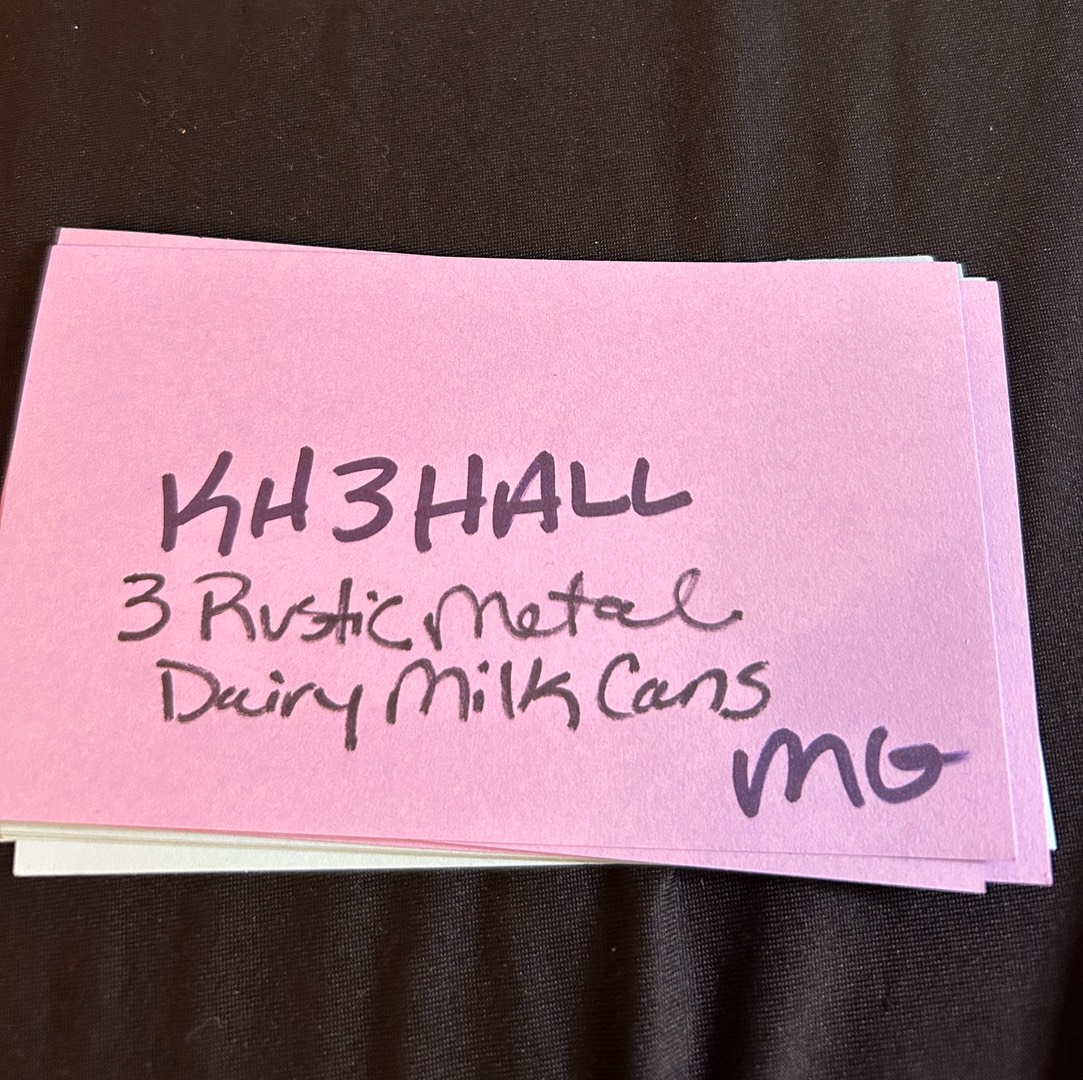 KH3HALL
3 Rustic Metal
Dairy Milk Cans
MG